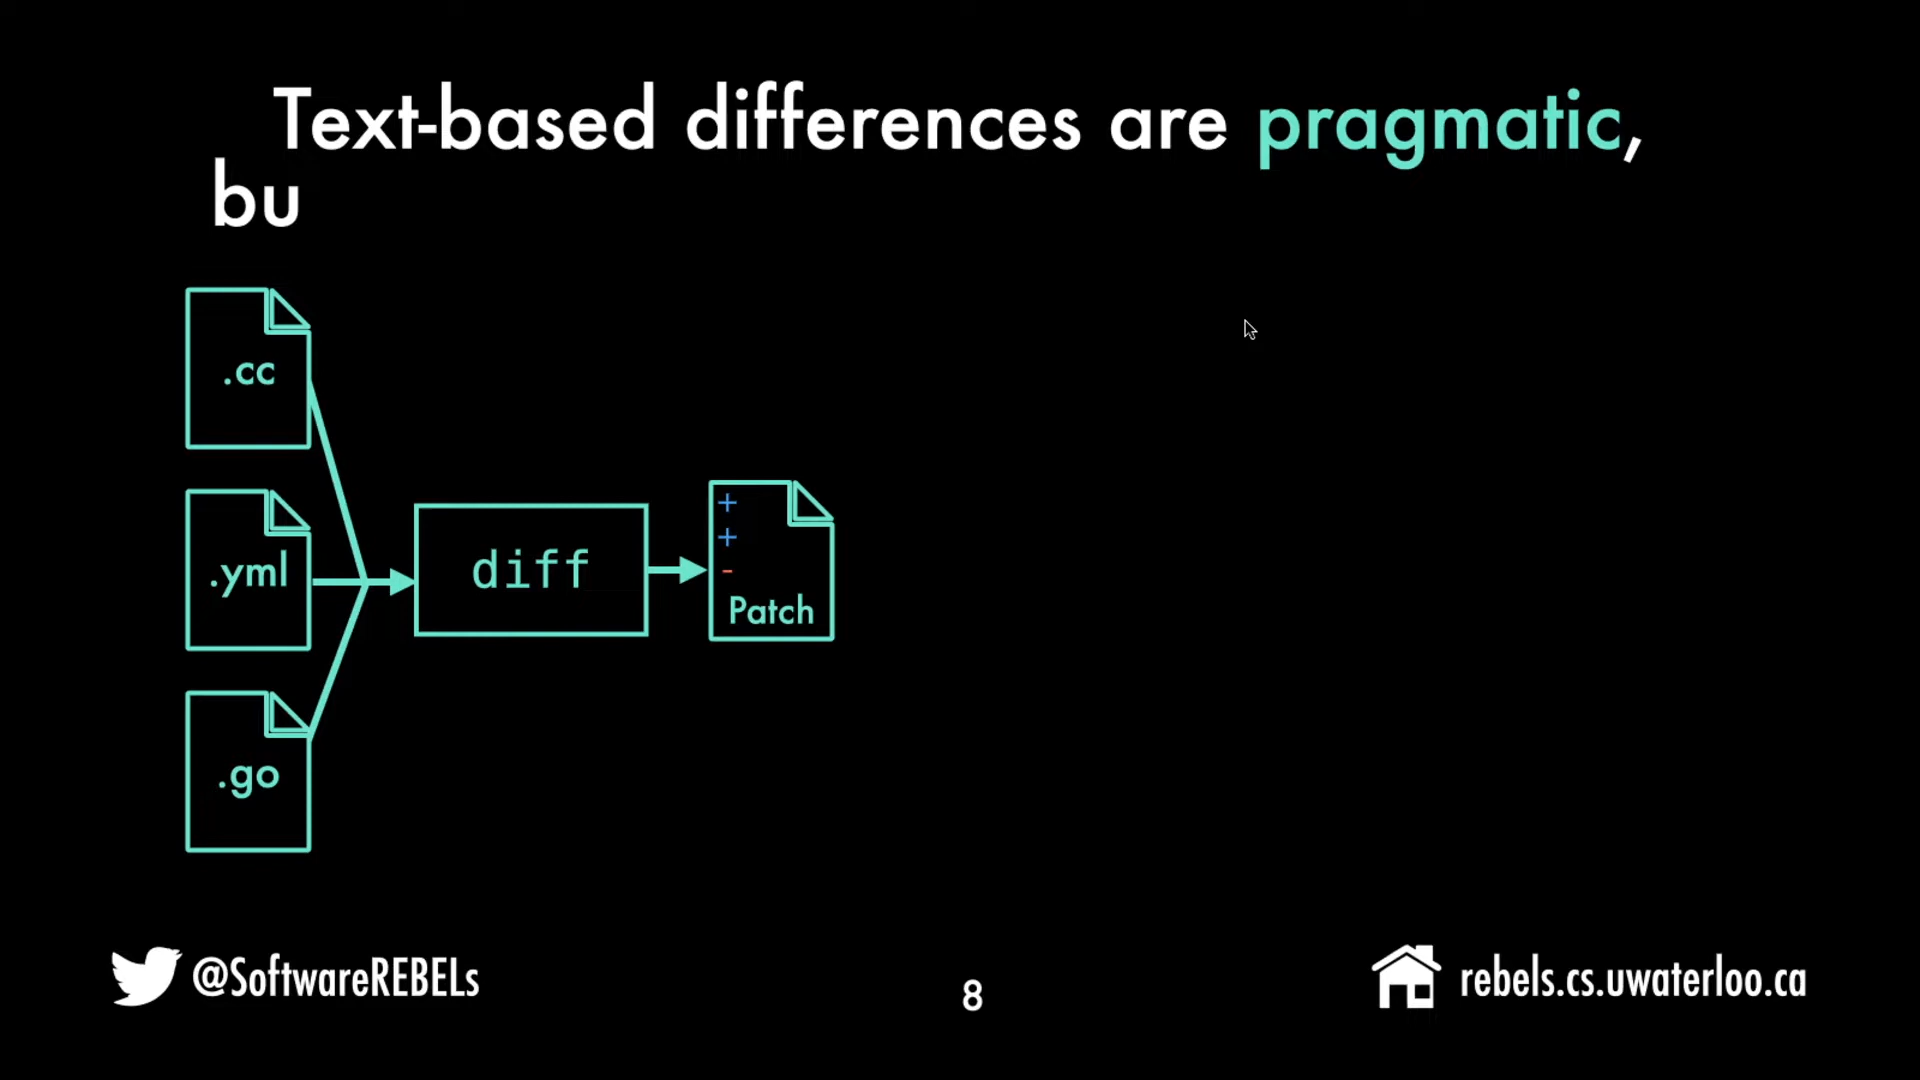 Text-based differences are pragmatic,
bu
.cc
.yml
.go
diff
+
+
-
Patch
@SoftwareREBELs
8
rebels.cs.uwaterloo.ca